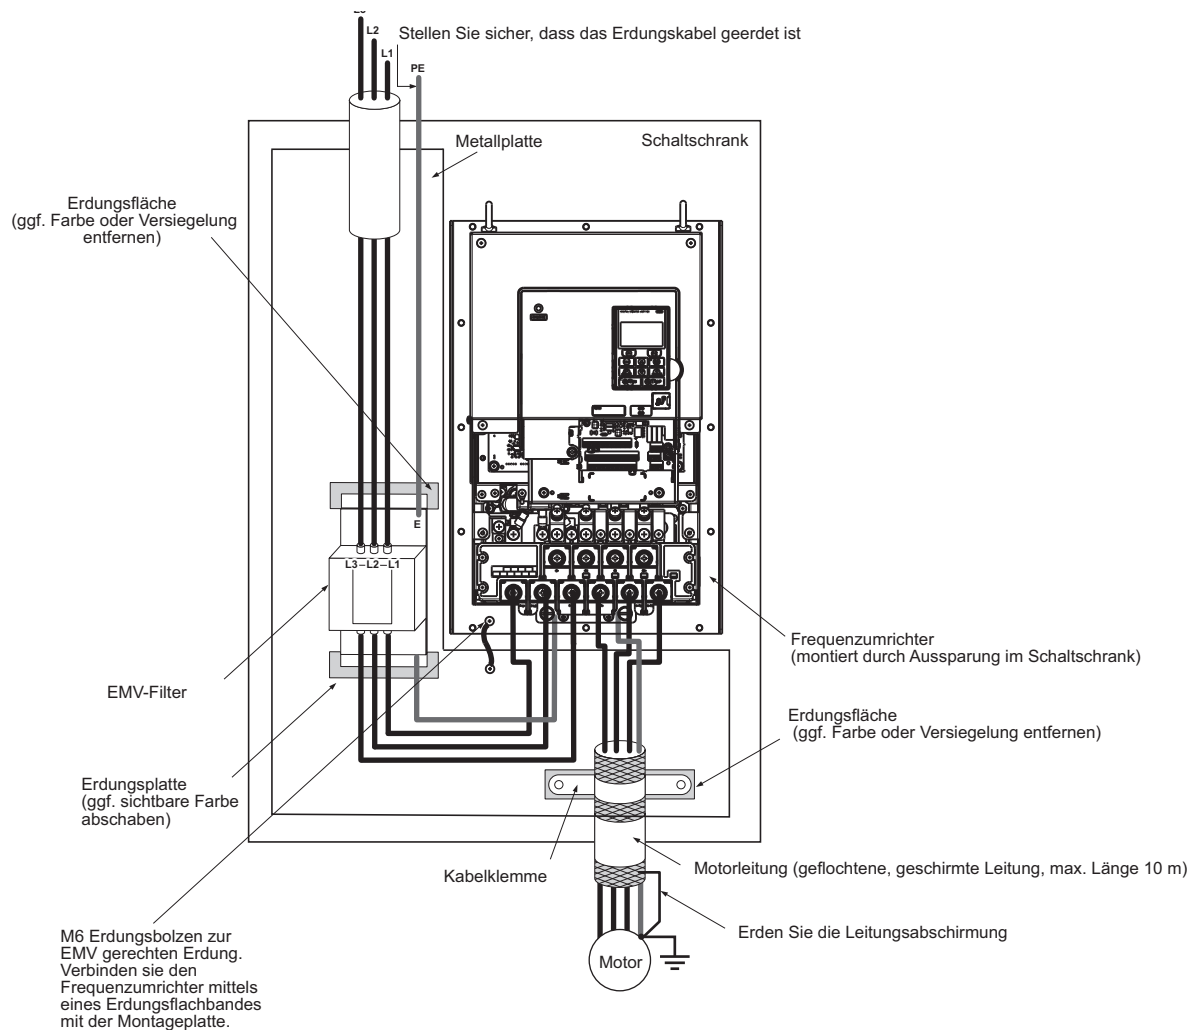 L3
L2
Stellen Sie sicher, dass das Erdungskabel geerdet ist
L1
PE
Metallplatte
Schaltschrank
Erdungsfläche
(ggf. Farbe oder Versiegelung
entfernen)
E
L3–L2–L1
Frequenzumrichter
(montiert durch Aussparung im Schaltschrank)
EMV-Filter
Erdungsfläche
(ggf. Farbe oder Versiegelung entfernen)
Erdungsplatte
(ggf. sichtbare Farbe
abschaben)
Motorleitung (geflochtene, geschirmte Leitung, max. Länge 10 m)
Kabelklemme
Erden Sie die Leitungsabschirmung
M6 Erdungsbolzen zur
EMV gerechten Erdung.
Verbinden sie den
Frequenzumrichter mittels
eines Erdungsflachbandes
mit der Montageplatte.
Motor